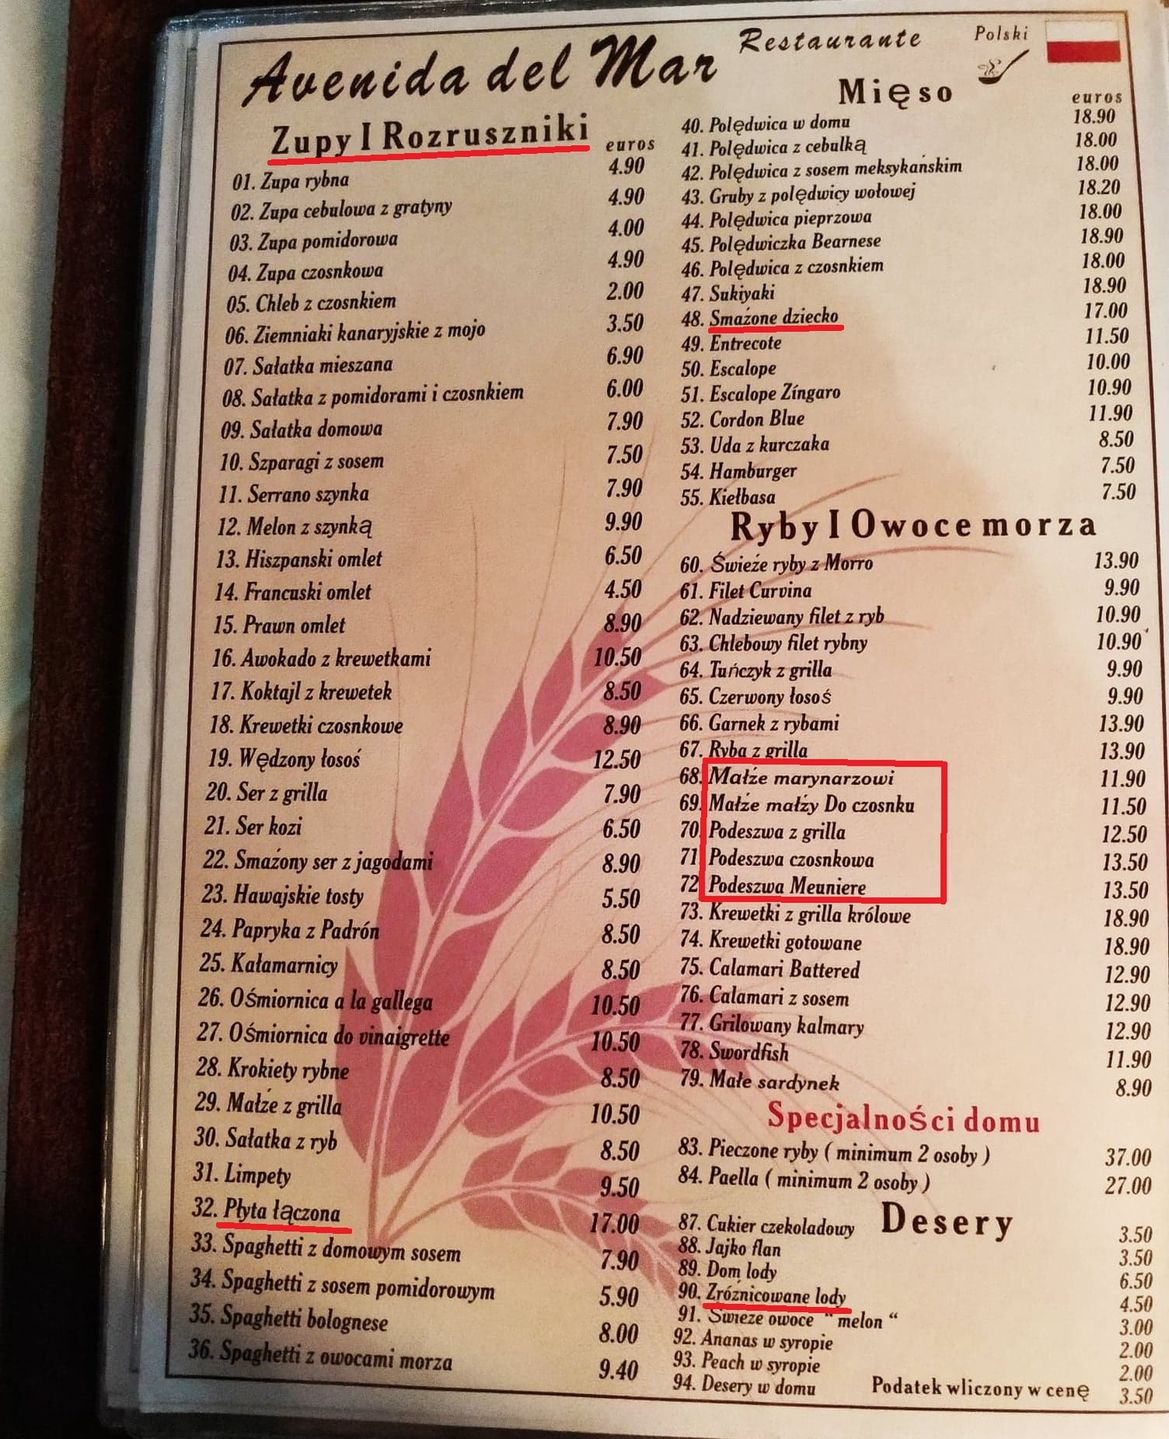 Avenida del Mar Restaurante
Polski
Zupy I Rozruszniki
euros
01. Zupa rybna 4.90
02. Zupa cebulowa z gratyny 4.90
03. Zupa pomidorowa 4.00
04. Zupa czosnkowa 4.90
05. Chleb z czosnkiem 2.00
06. Ziemniaki kanaryjskie z mojo 3.50
07. Sałatka mieszana 6.90
08. Sałatka z pomidorami i czosnkiem 6.00
09. Sałatka domowa 7.90
10. Szparagi z sosem 7.50
11. Serrano szynka 7.90
12. Melon z szynką 9.90
13. Hiszpanski omlet 6.50
14. Francuski omlet 4.50
15. Prawn omlet 8.90
16. Awokado z krewetkami 10.50
17. Koktajl z krewetek 8.50
18. Krewetki czosnkowe 8.90
19. Wędzony łosoś 12.50
20. Ser z grilla 7.90
21. Ser kozi 6.50
22. Smażony ser z jagodami 8.90
23. Hawajskie tosty 5.50
24. Papryka z Padrón 8.50
25. Kałamarnicy 8.50
26. Ośmiornica a la gallega 10.50
27. Ośmiornica do vinaigrette 10.50
28. Krokiety rybne 8.50
29. Małże z grilla 10.50
30. Sałatka z ryb 8.50
31. Limpety 9.50
32. Płyta łączona 17.00
33. Spaghetti z domowym sosem 7.90
34. Spaghetti z sosem pomidorowym 5.90
35. Spaghetti bolognese 8.00
36. Spaghetti z owocami morza 9.40
Mięso
euros
40. Polędwica w domu 18.90
41. Polędwica z cebulką 18.00
42. Polędwica z sosem meksykańskim 18.00
43. Gruby z polędwicy wołowej 18.20
44. Polędwica pieprzowa 18.00
45. Polędwiczka Bearnese 18.90
46. Polędwica z czosnkiem 18.00
47. Sukiyaki 18.90
48. Smażone dziecko 17.00
49. Entrecote 11.50
50. Escalope 10.00
51. Escalope Zíngaro 10.90
52. Cordon Blue 11.90
53. Uda z kurczaka 8.50
54. Hamburger 7.50
55. Kiełbasa 7.50
Ryby I Owoce morza
60. Świeże ryby z Morro 13.90
61. Filet Curvina 9.90
62. Nadziewany filet z ryb 10.90
63. Chlebowy filet rybny 10.90
64. Tuńczyk z grilla 9.90
65. Czerwony łosoś 9.90
66. Garnek z rybami 13.90
67. Ryba z grilla 13.90
68. Małże marynarzowi 11.90
69. Małże małży Do czosnku 11.50
70. Podeszwa z grilla 12.50
71. Podeszwa czosnkowa 13.50
72. Podeszwa Meuniere 13.50
73. Krewetki z grilla królowe 18.90
74. Krewetki gotowane 18.90
75. Calamari Battered 12.90
76. Calamari z sosem 12.90
77. Grilowany kalmary 12.90
78. Swordfish 11.90
79. Małe sardynek 8.90
Specjalności domu
83. Pieczone ryby ( minimum 2 osoby ) 37.00
84. Paella ( minimum 2 osoby ) 27.00
Desery
87. Cukier czekoladowy 3.50
88. Jajko flan 3.50
89. Dom lody 6.50
90. Zróżnicowane lody 4.50
91. Świeże owoce " melon " 3.00
92. Ananas w syropie 2.00
93. Peach w syropie 2.00
94. Desery w domu 3.50
Podatek wliczony w cenę